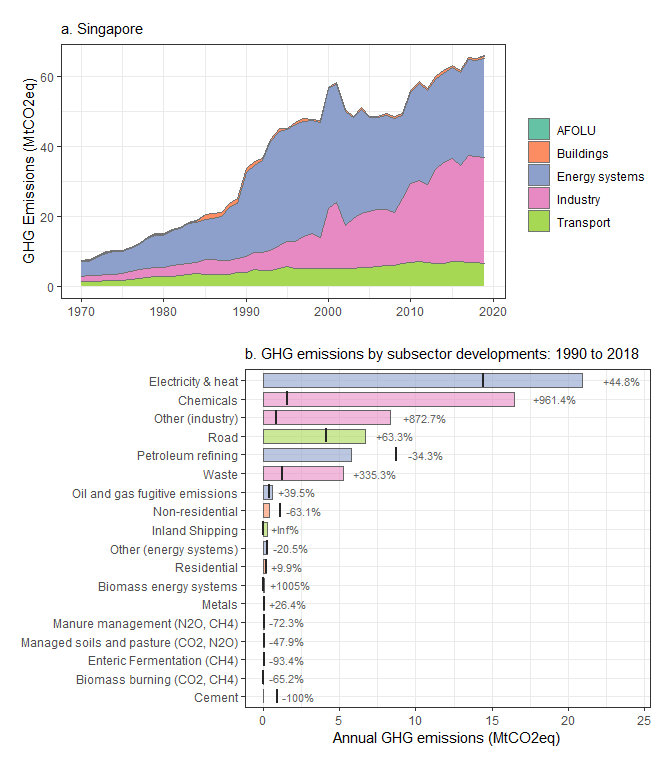 a. Singapore
GHG Emissions (MtCO2eq)
60
40
20
0
1970
1980
1990
2000
2010
2020
AFOLU
Buildings
Energy systems
Industry
Transport
b. GHG emissions by subsector developments: 1990 to 2018
Electricity & heat +44.8%
Chemicals +961.4%
Other (industry) +872.7%
Road +63.3%
Petroleum refining -34.3%
Waste +335.3%
Oil and gas fugitive emissions +39.5%
Non-residential -63.1%
Inland Shipping +Inf%
Other (energy systems) -20.5%
Residential +9.9%
Biomass energy systems +1005%
Metals +26.4%
Manure management (N2O, CH4) -72.3%
Managed soils and pasture (CO2, N2O) -47.9%
Enteric Fermentation (CH4) -93.4%
Biomass burning (CO2, CH4) -65.2%
Cement -100%
0 5 10 15 20 25
Annual GHG emissions (MtCO2eq)